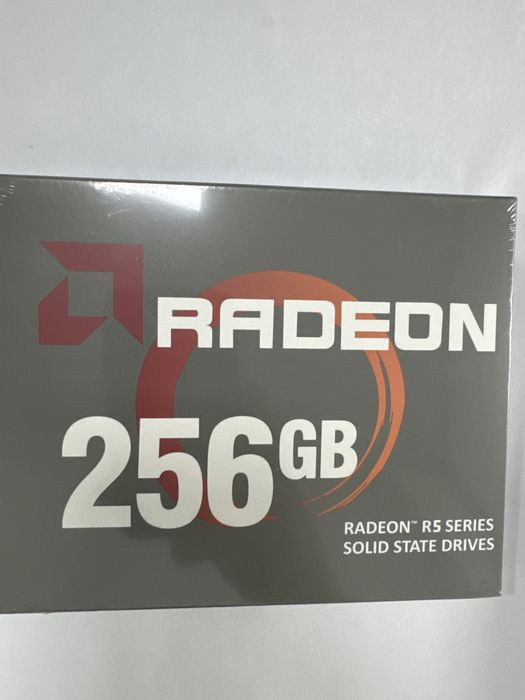 RADEON
256GB
RADEON™ R5 SERIES
SOLID STATE DRIVES